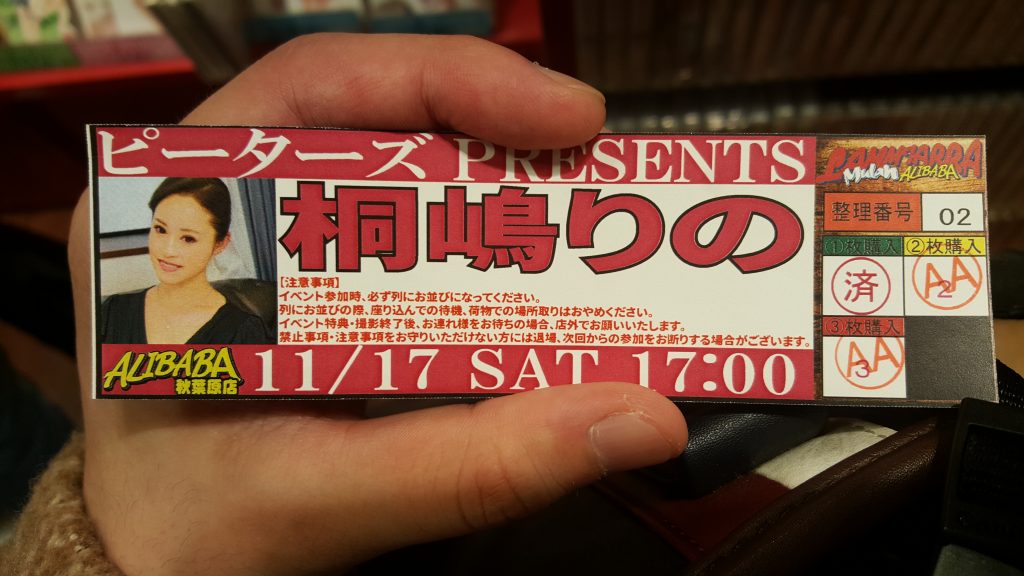 ピーターズ PRESENTS
桐嶋りの
【注意事項】
イベント参加時、必ず列にお並びになってください。
列にお並びの際、座り込んでの待機、荷物での場所取りはおやめください。
イベント特典・撮影終了後、お連れ様をお待ちの場合、店外でお願いいたします。
禁止事項・注意事項をお守りいただけない方には退場、次回からの参加をお断りする場合がございます。
ALIBABA
秋葉原店
11/17 SAT 17:00
Mulan ALIBABA
整理番号 02
①枚購入 ②枚購入
済 AA 2
③枚購入
AA 3